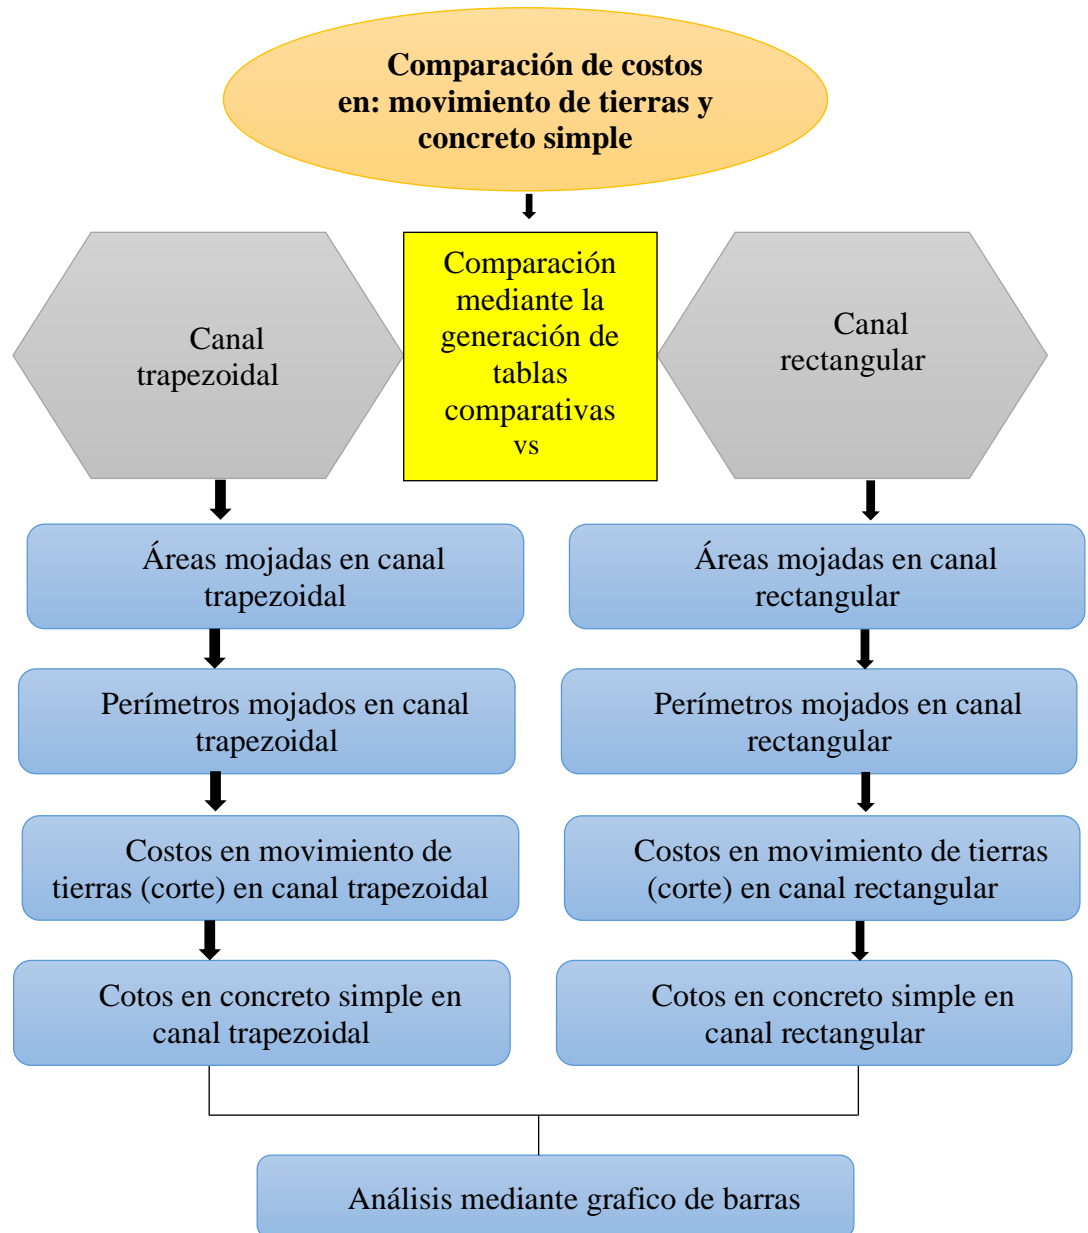 Comparación de costos
en: movimiento de tierras y
concreto simple
Canal
trapezoidal
Comparación
mediante la
generación de
tablas
comparativas
vs
Canal
rectangular
Áreas mojadas en canal
trapezoidal
Áreas mojadas en canal
rectangular
Perímetros mojados en canal
trapezoidal
Perímetros mojados en canal
rectangular
Costos en movimiento de
tierras (corte) en canal trapezoidal
Costos en movimiento de tierras
(corte) en canal rectangular
Cotos en concreto simple en
canal trapezoidal
Cotos en concreto simple en
canal rectangular
Análisis mediante grafico de barras